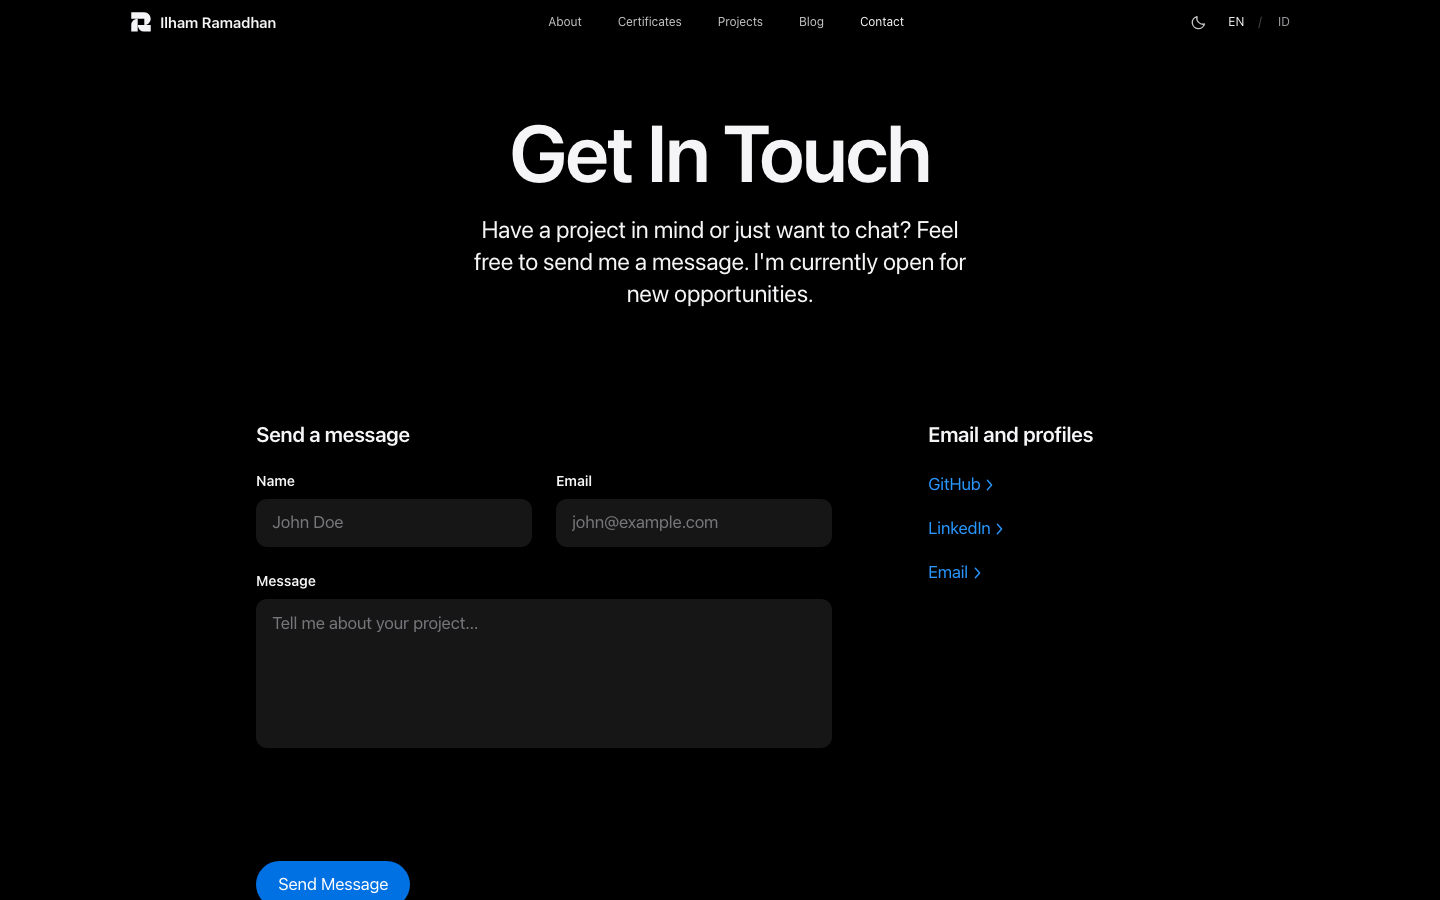 Ilham Ramadhan
About
Certificates
Projects
Blog
Contact
EN / ID
Get In Touch
Have a project in mind or just want to chat? Feel
free to send me a message. I'm currently open for
new opportunities.
Send a message
Name
Email
John Doe
john@example.com
Message
Tell me about your project...
Send Message
Email and profiles
GitHub
LinkedIn
Email